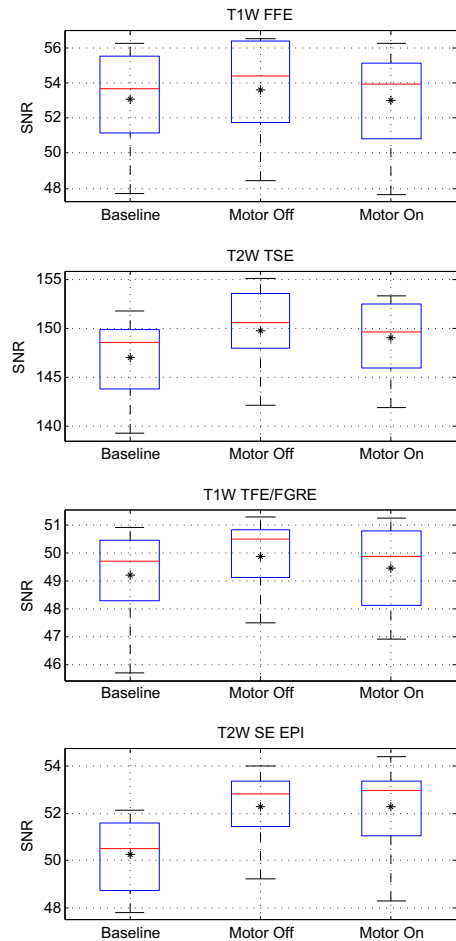 T1W FFE
56
54
52
50
48
SNR
Baseline
Motor Off
Motor On
T2W TSE
155
150
145
140
SNR
Baseline
Motor Off
Motor On
T1W TFE/FGRE
51
50
49
48
47
46
SNR
Baseline
Motor Off
Motor On
T2W SE EPI
54
52
50
48
SNR
Baseline
Motor Off
Motor On